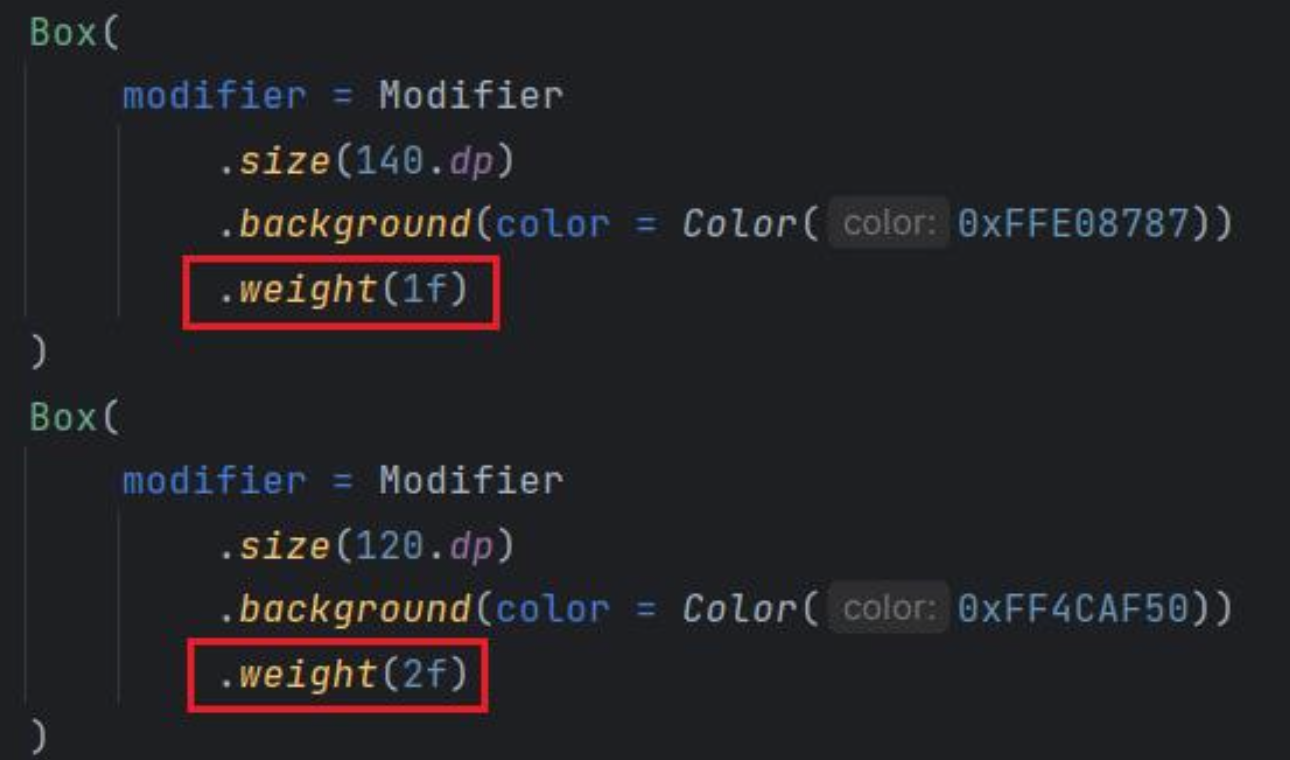 Box(
modifier = Modifier
.size(140.dp)
.background(color = Color( color: 0xFFE08787))
.weight(1f)
)
Box(
modifier = Modifier
.size(120.dp)
.background(color = Color( color: 0xFF4CAF50))
.weight(2f)
)